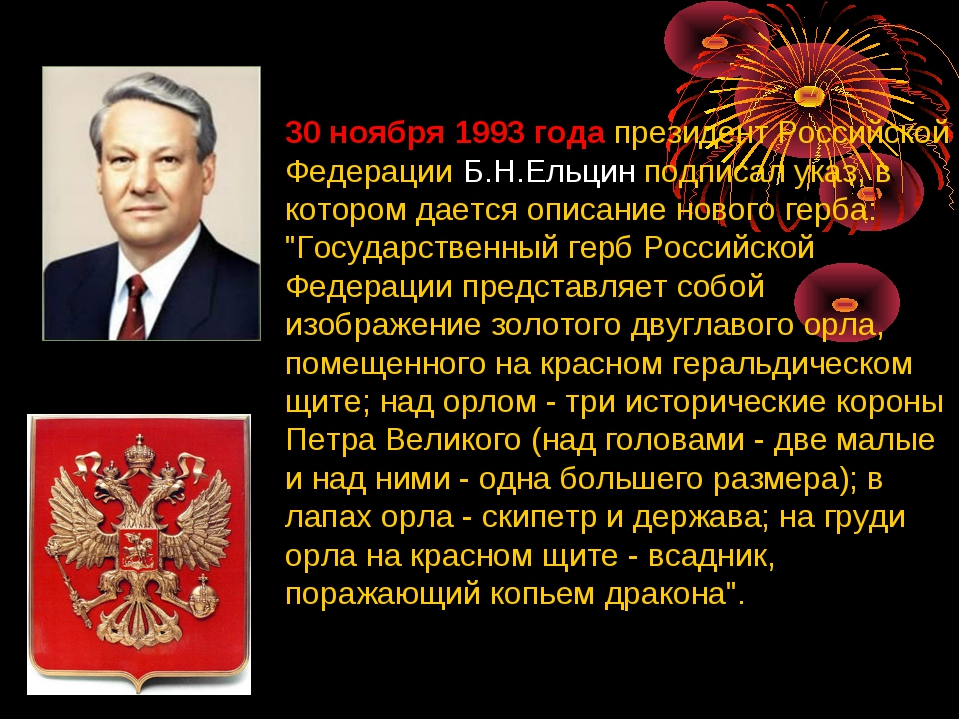 30 ноября 1993 года президент Российской
Федерации Б.Н.Ельцин подписал указ, в
котором дается описание нового герба:
"Государственный герб Российской
Федерации представляет собой
изображение золотого двуглавого орла,
помещенного на красном геральдическом
щите; над орлом - три исторические короны
Петра Великого (над головами - две малые
и над ними - одна большего размера); в
лапах орла - скипетр и держава; на груди
орла на красном щите - всадник,
поражающий копьем дракона".